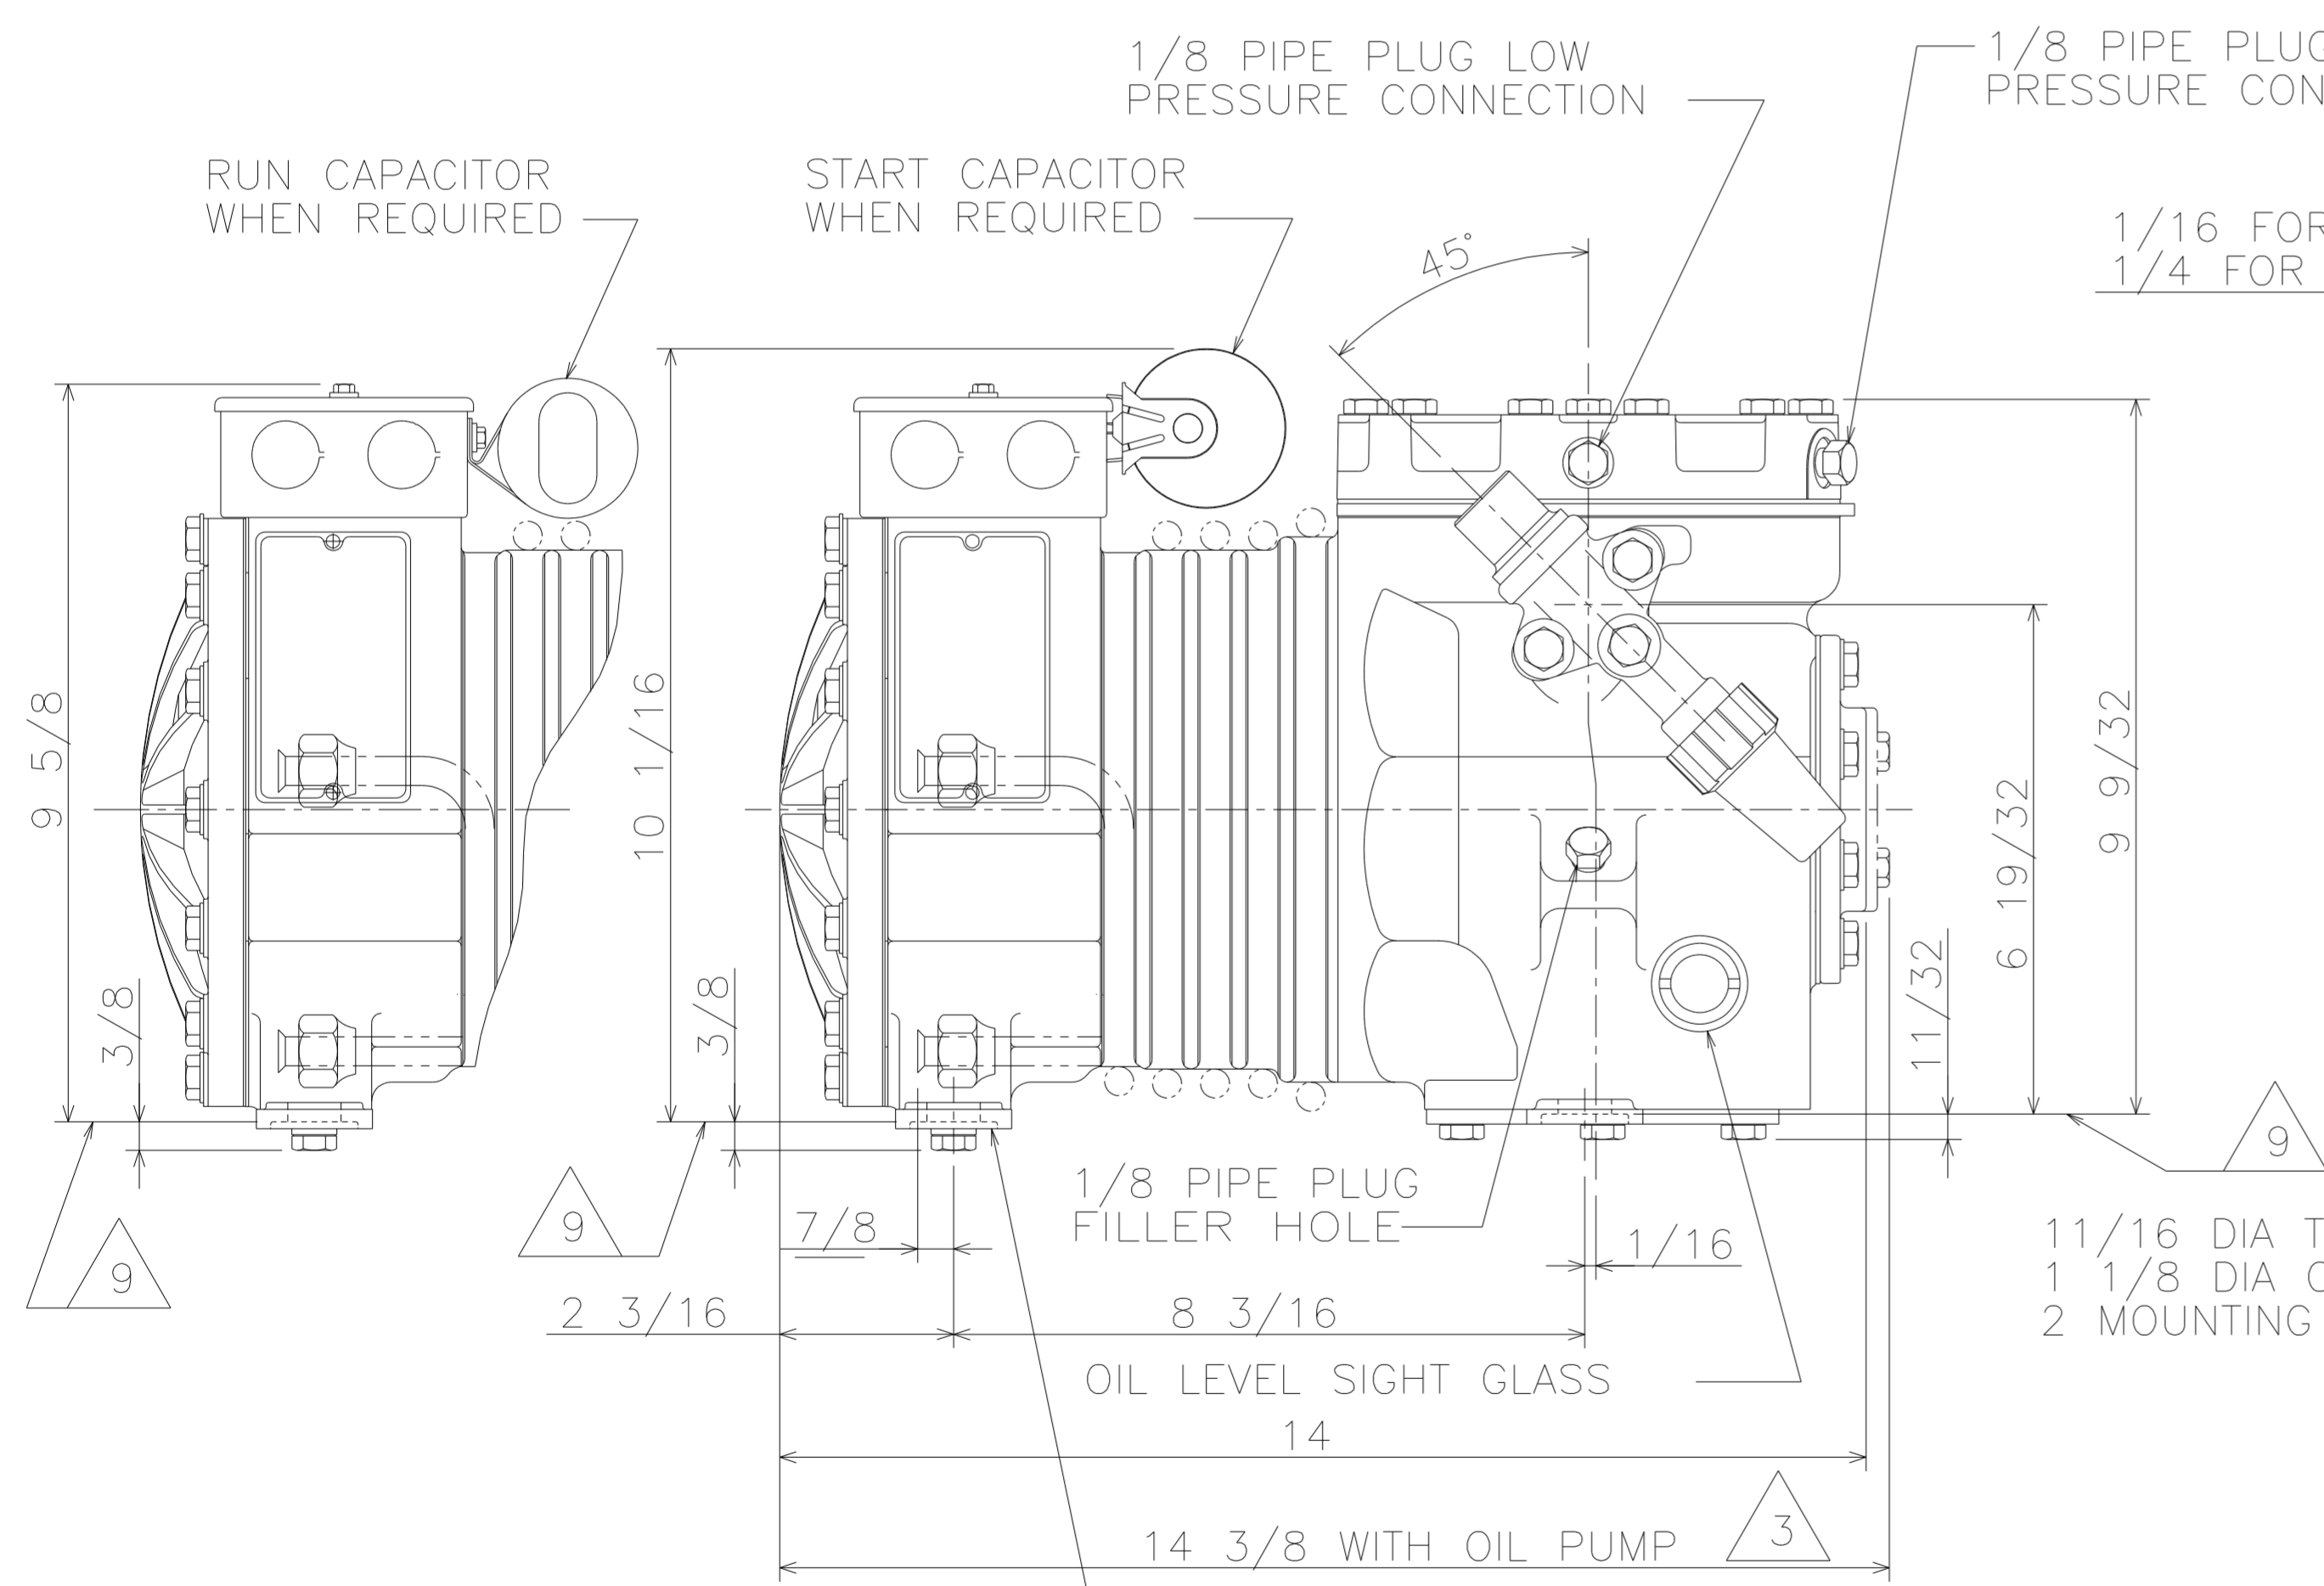 1/8 PIPE PLUG LOW
PRESSURE CONNECTION
1/8 PIPE PLUG
PRESSURE
RUN CAPACITOR
WHEN REQUIRED
START CAPACITOR
WHEN REQUIRED
1/16 FOR
1/4 FOR
45°
9 5/8
10 1/16
3/8
3/8
9 9/32
6 19/32
11/32
9
9
9
1/8 PIPE PLUG
FILLER HOLE
7/8
1/16
11/16 DIA
1 1/8 DIA
2 MOUNTING
2 3/16
8 3/16
OIL LEVEL SIGHT GLASS
14
14 3/8 WITH OIL PUMP
3